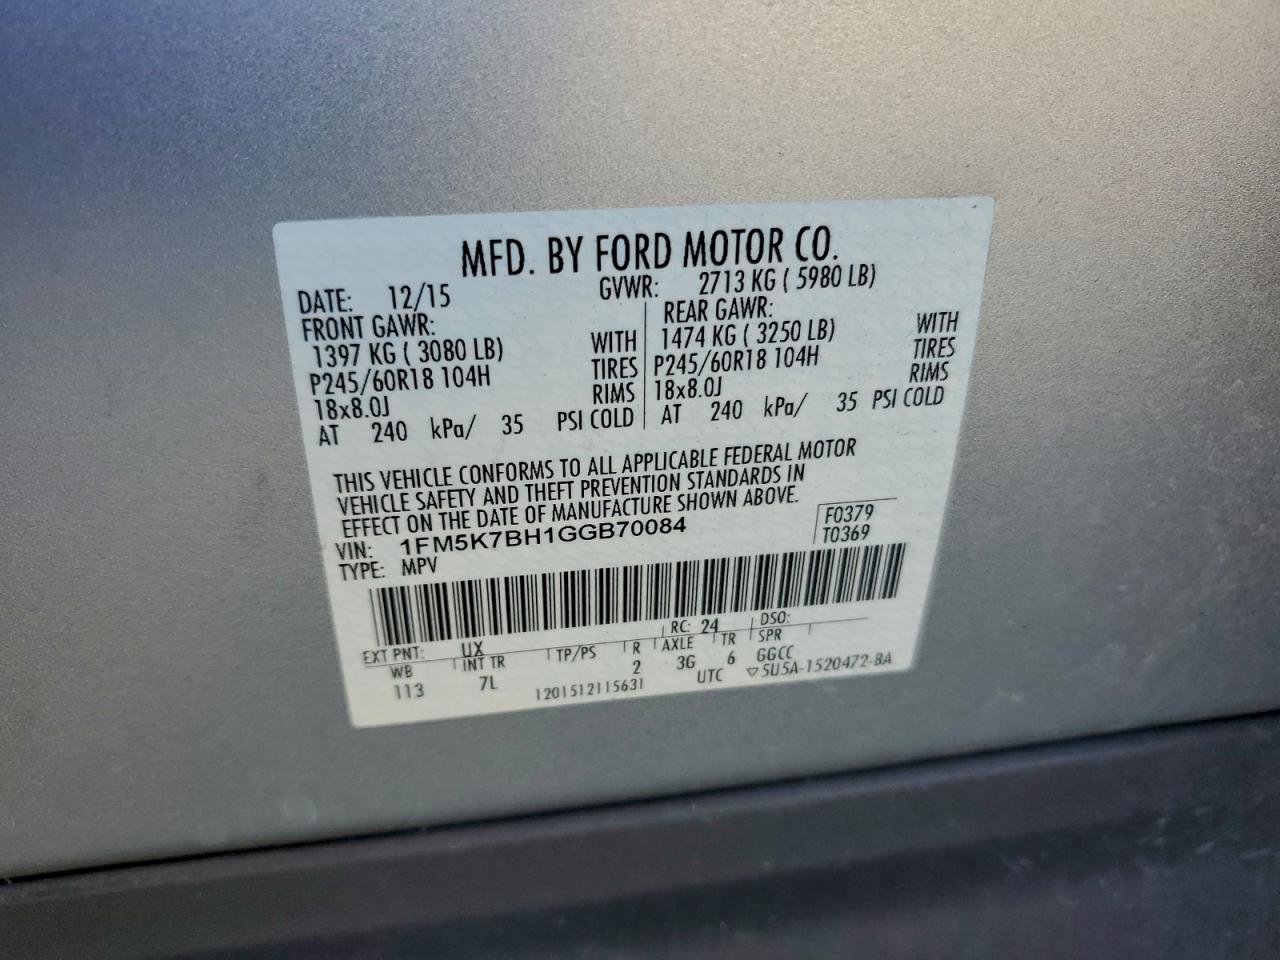 MFD. BY FORD MOTOR CO.
DATE: 12/15 GVWR: 2713 KG ( 5980 LB)
FRONT GAWR: REAR GAWR:
1397 KG ( 3080 LB) WITH 1474 KG ( 3250 LB) WITH
P245/60R18 104H TIRES P245/60R18 104H TIRES
18x8.0J RIMS 18x8.0J RIMS
AT 240 kPa/ 35 PSI COLD AT 240 kPa/ 35 PSI COLD
THIS VEHICLE CONFORMS TO ALL APPLICABLE FEDERAL MOTOR
VEHICLE SAFETY AND THEFT PREVENTION STANDARDS IN
EFFECT ON THE DATE OF MANUFACTURE SHOWN ABOVE.
VIN: 1FM5K7BH1GGB70084 F0379
TYPE: MPV T0369
EXT PNT: UX RC: 24 DSO:
WB INT TR TP/PS R AXLE TR SPR
113 7L 2 3G 6 GGCC
1201512115631 UTC ▽5U5A-1520472-BA